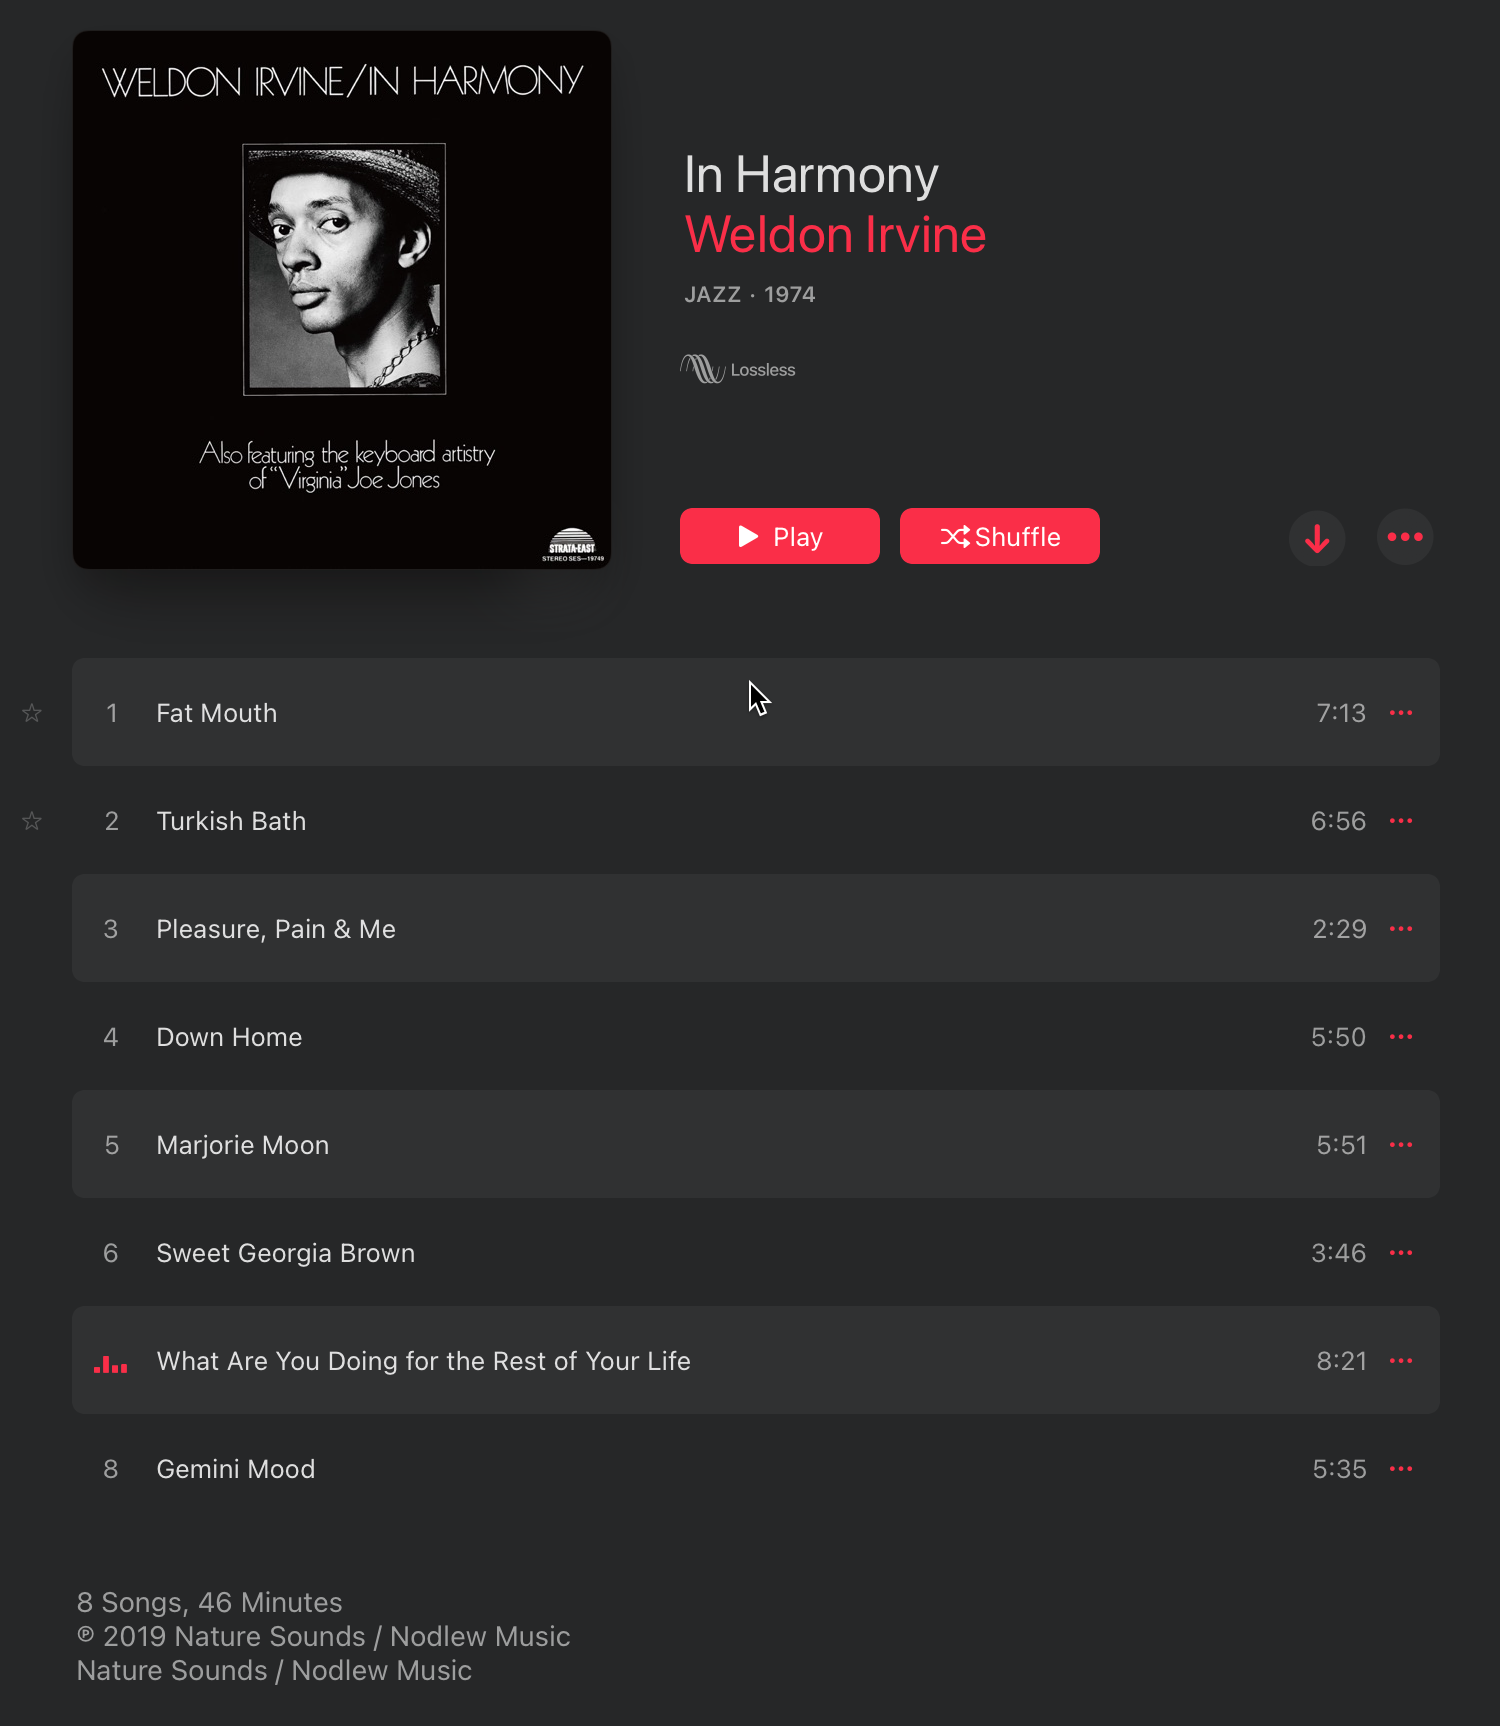 WELDON IRVINE/IN HARMONY
Also featuring the keyboard artistry
of "Virginia" Joe Jones
STRATA-EAST
STEREO SES—19749
In Harmony
Weldon Irvine
JAZZ · 1974
Lossless
Play
Shuffle
1 Fat Mouth 7:13
2 Turkish Bath 6:56
3 Pleasure, Pain & Me 2:29
4 Down Home 5:50
5 Marjorie Moon 5:51
6 Sweet Georgia Brown 3:46
What Are You Doing for the Rest of Your Life 8:21
8 Gemini Mood 5:35
8 Songs, 46 Minutes
℗ 2019 Nature Sounds / Nodlew Music
Nature Sounds / Nodlew Music